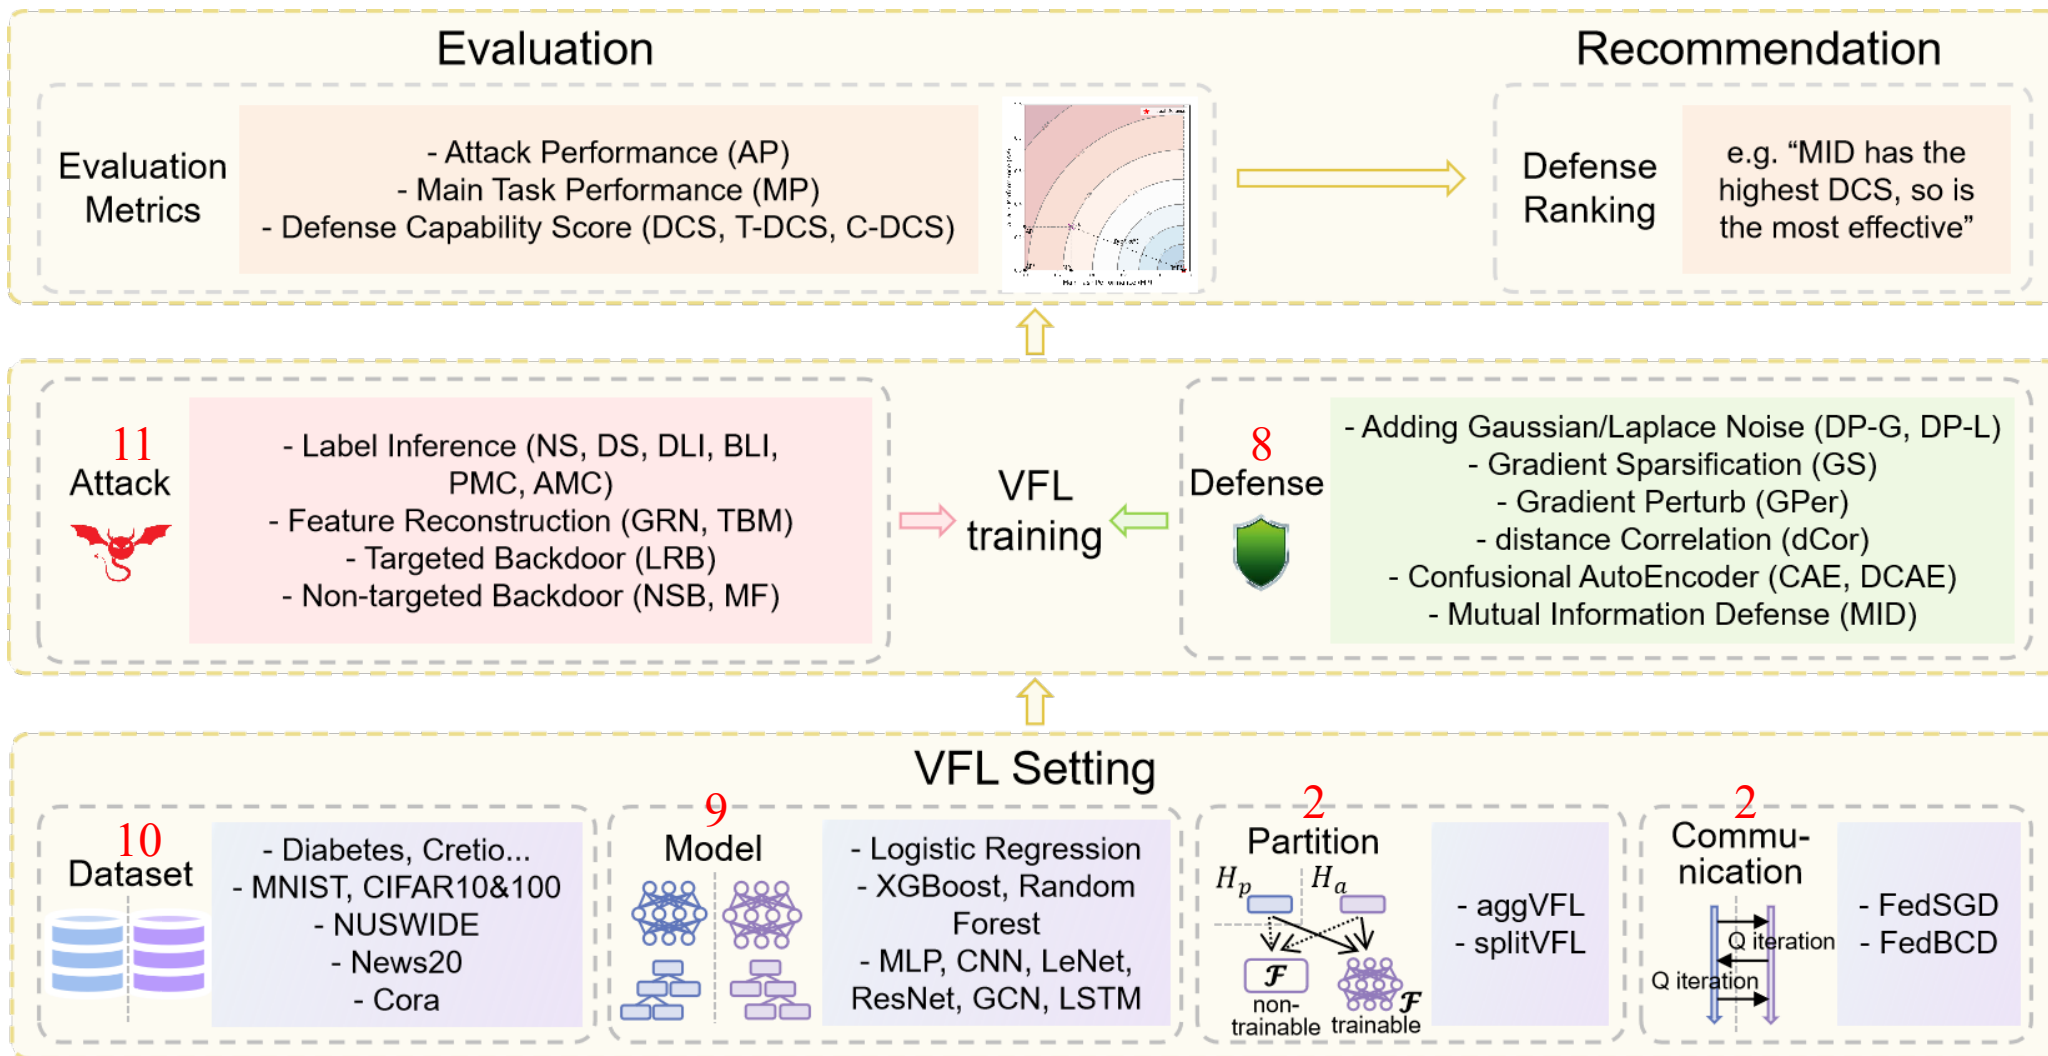 Evaluation
Recommendation
Evaluation
Metrics
- Attack Performance (AP)
- Main Task Performance (MP)
- Defense Capability Score (DCS, T-DCS, C-DCS)
Defense
Ranking
e.g. “MID has the
highest DCS, so is
the most effective”
11
Attack
- Label Inference (NS, DS, DLI, BLI,
PMC, AMC)
- Feature Reconstruction (GRN, TBM)
- Targeted Backdoor (LRB)
- Non-targeted Backdoor (NSB, MF)
VFL
training
8
Defense
- Adding Gaussian/Laplace Noise (DP-G, DP-L)
- Gradient Sparsification (GS)
- Gradient Perturb (GPer)
- distance Correlation (dCor)
- Confusional AutoEncoder (CAE, DCAE)
- Mutual Information Defense (MID)
VFL Setting
10
Dataset
- Diabetes, Cretio...
- MNIST, CIFAR10&100
- NUSWIDE
- News20
- Cora
9
Model
- Logistic Regression
- XGBoost, Random
Forest
- MLP, CNN, LeNet,
ResNet, GCN, LSTM
2
Partition
H_p H_a
ℱ
non-
trainable
ℱ
trainable
- aggVFL
- splitVFL
2
Commu-
nication
Q iteration
Q iteration
- FedSGD
- FedBCD